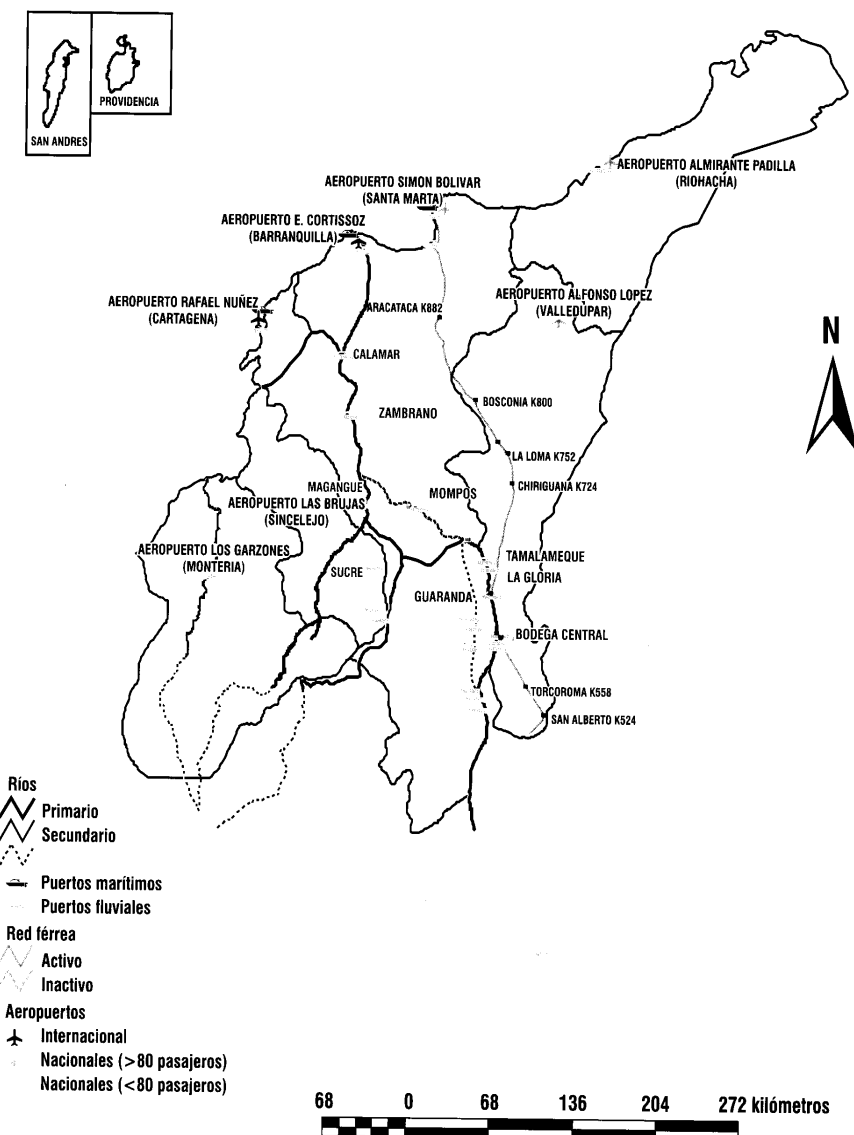 PROVIDENCIA
SAN ANDRES
AEROPUERTO ALMIRANTE PADILLA
(RIOHACHA)
AEROPUERTO SIMON BOLIVAR
(SANTA MARTA)
AEROPUERTO E. CORTISSOZ
(BARRANQUILLA)
AEROPUERTO RAFAEL NUÑEZ
(CARTAGENA)
AEROPUERTO ALFONSO LOPEZ
(VALLEDUPAR)
ARACATACA K882
N
CALAMAR
BOSCONIA K800
ZAMBRANO
LA LOMA K752
CHIRIGUANA K724
MAGANGUE
MOMPOS
AEROPUERTO LAS BRUJAS
(SINCELEJO)
AEROPUERTO LOS GARZONES
(MONTERIA)
TAMALAMEQUE
SUCRE
LA GLORIA
GUARANDA
BODEGA CENTRAL
TORCOROMA K558
SAN ALBERTO K524
Ríos
Primario
Secundario
Puertos marítimos
Puertos fluviales
Red férrea
Activo
Inactivo
Aeropuertos
Internacional
Nacionales (>80 pasajeros)
Nacionales (<80 pasajeros)
68 0 68 136 204 272 kilómetros